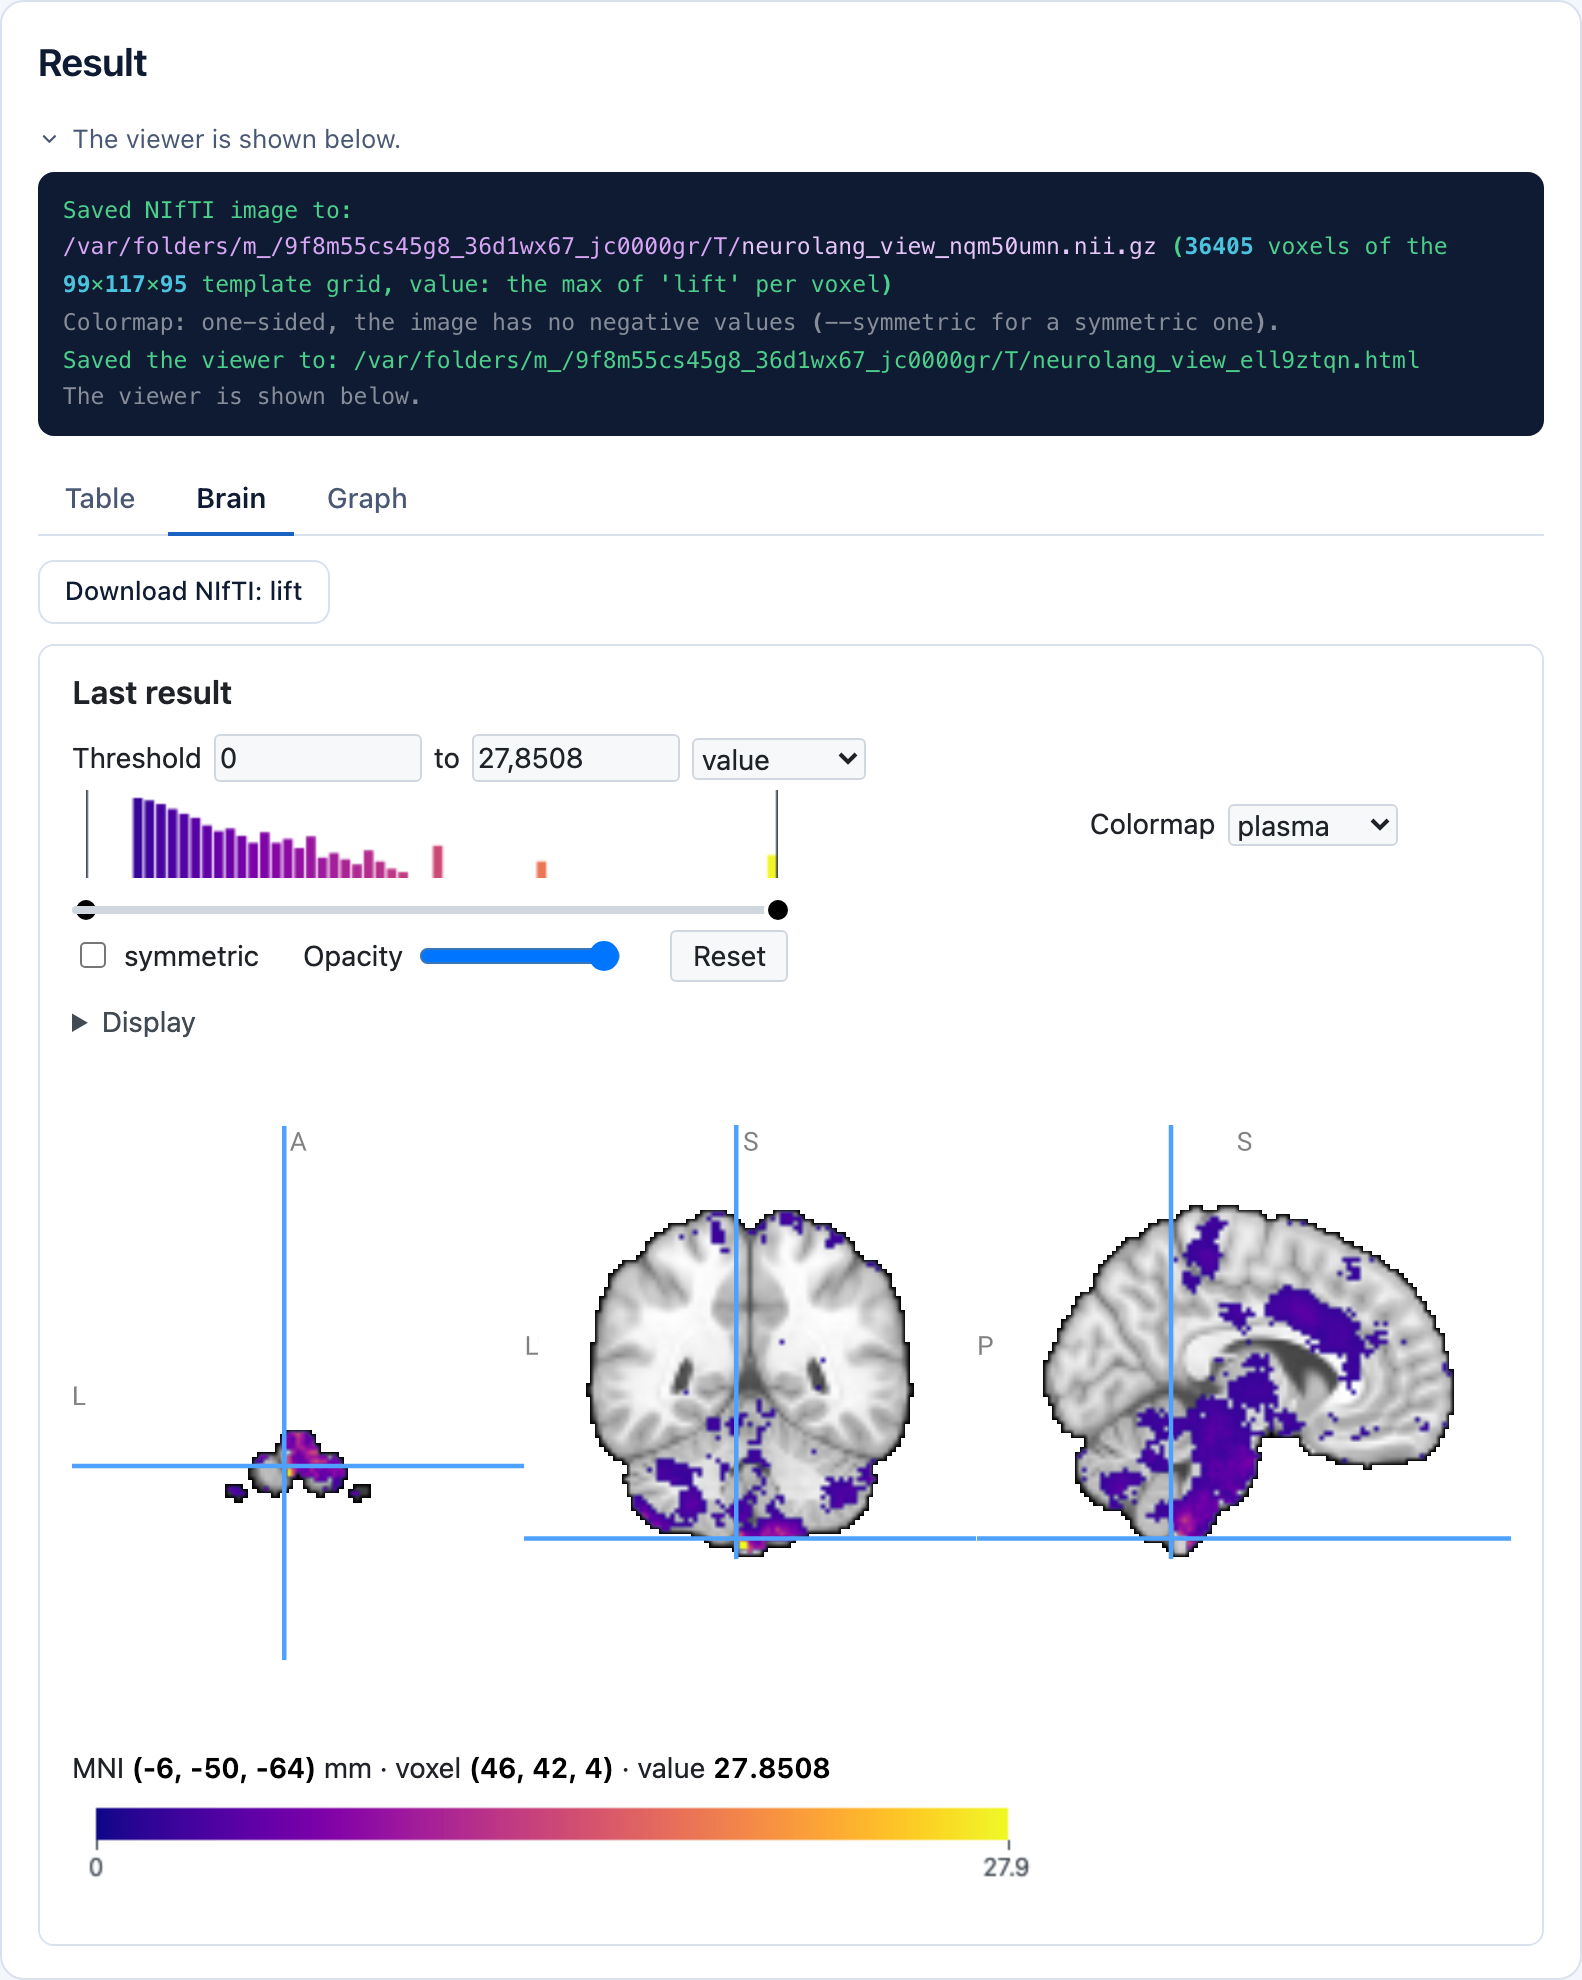 Result
The viewer is shown below.
Saved NIfTI image to:
/var/folders/m_/9f8m55cs45g8_36d1wx67_jc0000gr/T/neurolang_view_nqm50umn.nii.gz (36405 voxels of the
99×117×95 template grid, value: the max of 'lift' per voxel)
Colormap: one-sided, the image has no negative values (--symmetric for a symmetric one).
Saved the viewer to: /var/folders/m_/9f8m55cs45g8_36d1wx67_jc0000gr/T/neurolang_view_ell9ztqn.html
The viewer is shown below.
Table Brain Graph
Download NIfTI: lift
Last result
Threshold 0 to 27,8508 value
Colormap plasma
symmetric Opacity Reset
Display
A S S
L P
L
MNI (-6, -50, -64) mm · voxel (46, 42, 4) · value 27.8508
0 27.9